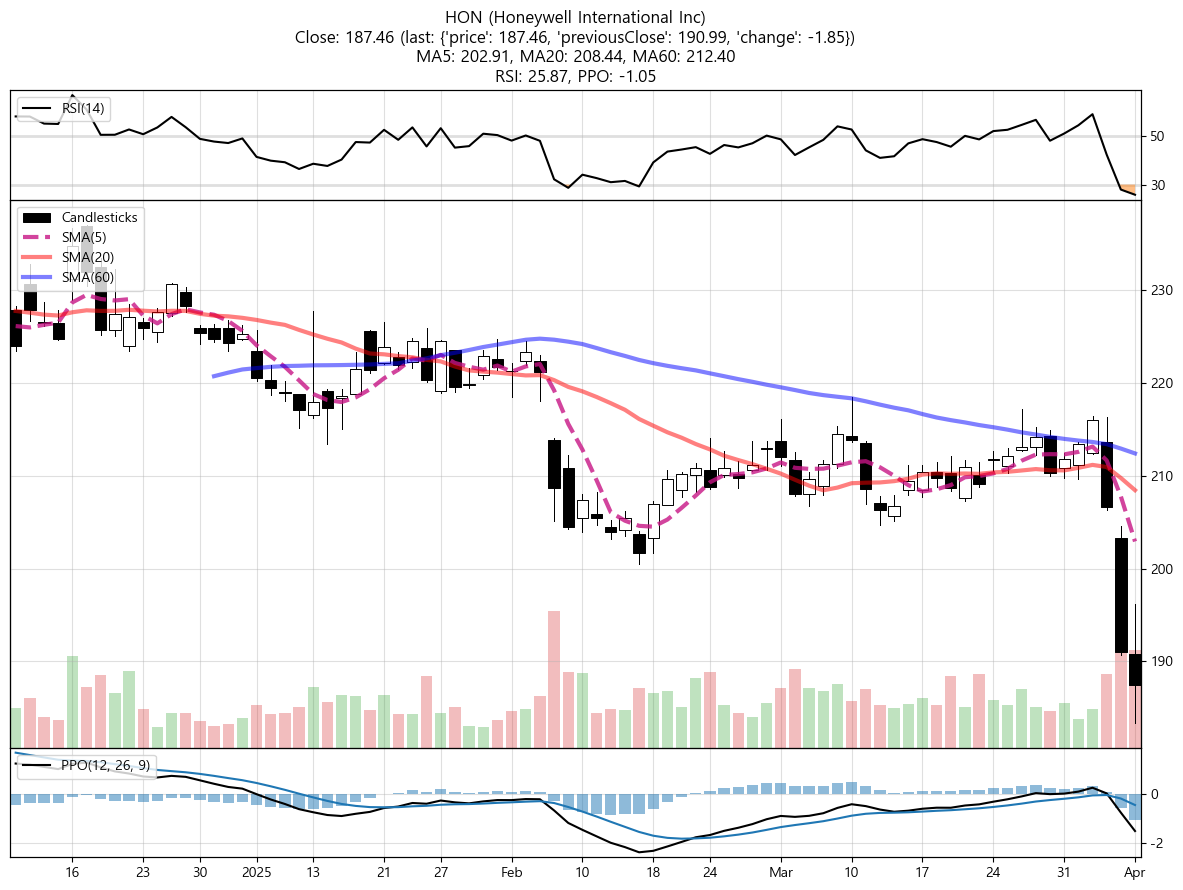 HON (Honeywell International Inc)
Close: 187.46 (last: {'price': 187.46, 'previousClose': 190.99, 'change': -1.85})
MA5: 202.91, MA20: 208.44, MA60: 212.40
RSI: 25.87, PPO: -1.05
RSI(14)
50
30
Candlesticks
SMA(5)
SMA(20)
SMA(60)
230
220
210
200
190
PPO(12, 26, 9)
0
-2
16 23 30 2025 13 21 27 Feb 10 18 24 Mar 10 17 24 31 Apr